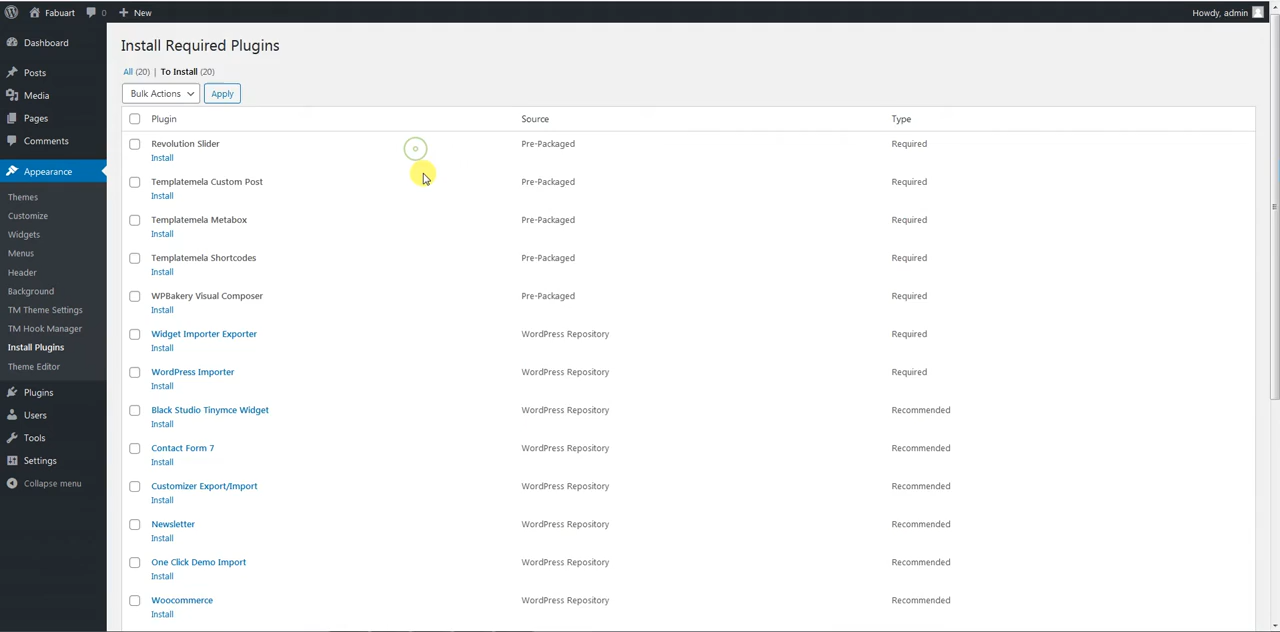 Fabuart 0 New Howdy, admin
Dashboard
Posts
Media
Pages
Comments
Appearance
Themes
Customize
Widgets
Menus
Header
Background
TM Theme Settings
TM Hook Manager
Install Plugins
Theme Editor
Plugins
Users
Tools
Settings
Collapse menu
Install Required Plugins
All (20) | To Install (20)
Bulk Actions Apply
Plugin Source Type
Revolution Slider Pre-Packaged Required
Install
Templatemela Custom Post Pre-Packaged Required
Install
Templatemela Metabox Pre-Packaged Required
Install
Templatemela Shortcodes Pre-Packaged Required
Install
WPBakery Visual Composer Pre-Packaged Required
Install
Widget Importer Exporter WordPress Repository Required
Install
WordPress Importer WordPress Repository Required
Install
Black Studio Tinymce Widget WordPress Repository Recommended
Install
Contact Form 7 WordPress Repository Recommended
Install
Customizer Export/Import WordPress Repository Recommended
Install
Newsletter WordPress Repository Recommended
Install
One Click Demo Import WordPress Repository Recommended
Install
Woocommerce WordPress Repository Recommended
Install